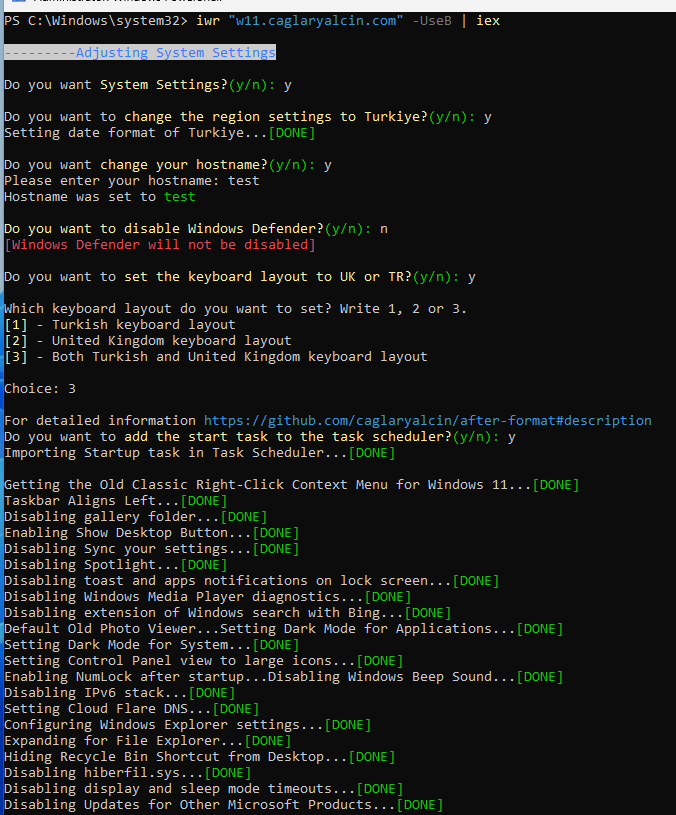 PS C:\Windows\system32> iwr "w11.caglaryalcin.com" -UseB | iex
---------Adjusting System Settings
Do you want System Settings?(y/n): y
Do you want to change the region settings to Turkiye?(y/n): y
Setting date format of Turkiye...[DONE]
Do you want change your hostname?(y/n): y
Please enter your hostname: test
Hostname was set to test
Do you want to disable Windows Defender?(y/n): n
[Windows Defender will not be disabled]
Do you want to set the keyboard layout to UK or TR?(y/n): y
Which keyboard layout do you want to set? Write 1, 2 or 3.
[1] - Turkish keyboard layout
[2] - United Kingdom keyboard layout
[3] - Both Turkish and United Kingdom keyboard layout
Choice: 3
For detailed information https://github.com/caglaryalcin/after-format#description
Do you want to add the start task to the task scheduler?(y/n): y
Importing Startup task in Task Scheduler...[DONE]
Getting the Old Classic Right-Click Context Menu for Windows 11...[DONE]
Taskbar Aligns Left...[DONE]
Disabling gallery folder...[DONE]
Enabling Show Desktop Button...[DONE]
Disabling Sync your settings...[DONE]
Disabling Spotlight...[DONE]
Disabling toast and apps notifications on lock screen...[DONE]
Disabling Windows Media Player diagnostics...[DONE]
Disabling extension of Windows search with Bing...[DONE]
Default Old Photo Viewer...Setting Dark Mode for Applications...[DONE]
Setting Dark Mode for System...[DONE]
Setting Control Panel view to large icons...[DONE]
Enabling NumLock after startup...Disabling Windows Beep Sound...[DONE]
Disabling IPv6 stack...[DONE]
Setting Cloud Flare DNS...[DONE]
Configuring Windows Explorer settings...[DONE]
Expanding for File Explorer...[DONE]
Hiding Recycle Bin Shortcut from Desktop...[DONE]
Disabling hiberfil.sys...[DONE]
Disabling display and sleep mode timeouts...[DONE]
Disabling Updates for Other Microsoft Products...[DONE]